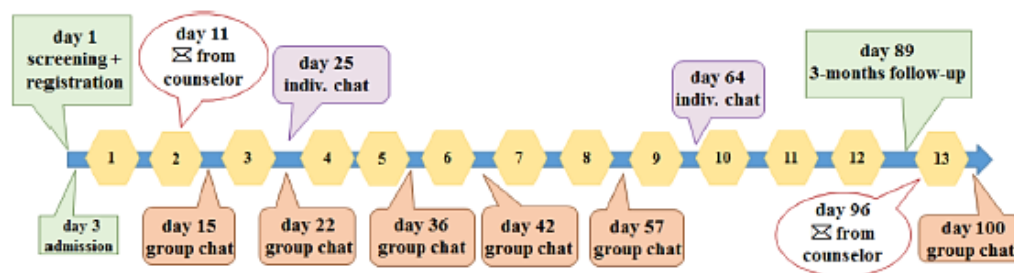 day 1
screening +
registration
day 11
from
counselor
day 25
indiv. chat
day 64
indiv. chat
day 89
3-months follow-up
1
2
3
4
5
6
7
8
9
10
11
12
13
day 3
admission
day 15
group chat
day 22
group chat
day 36
group chat
day 42
group chat
day 57
group chat
day 96
from
counselor
day 100
group chat